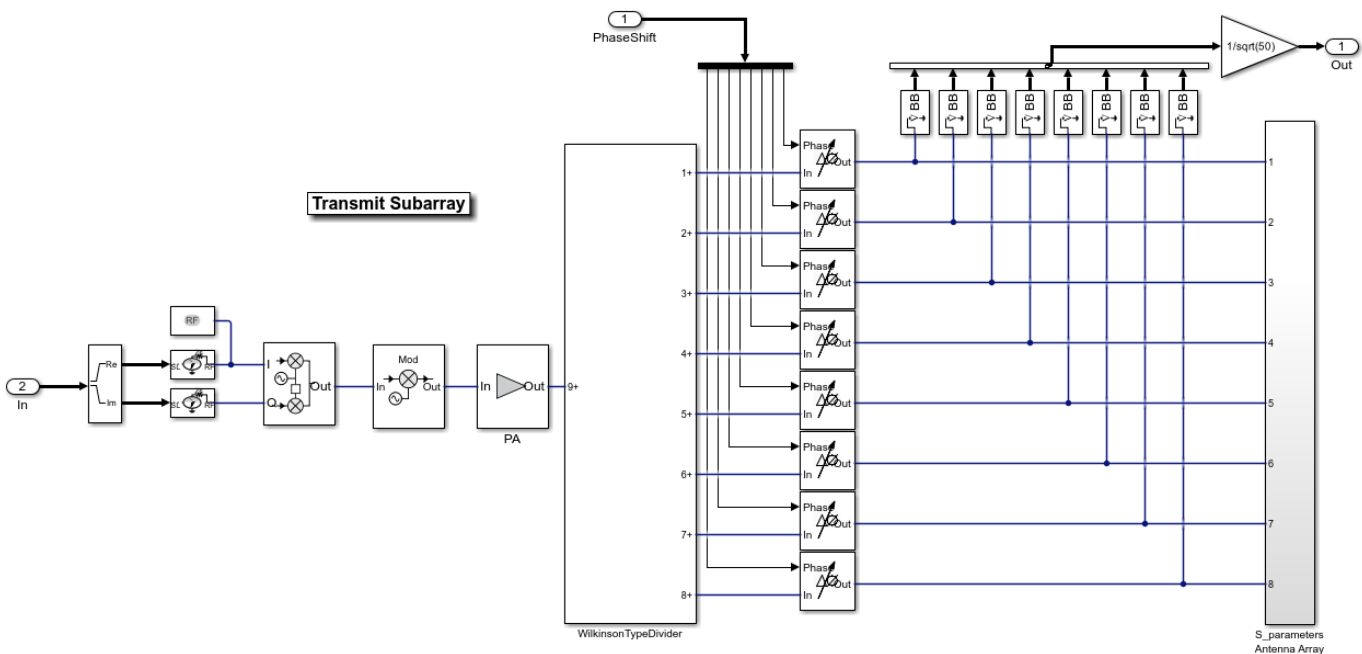 1
PhaseShift
1/sqrt(50)
1
Out
BB
BB
BB
BB
BB
BB
BB
BB
Transmit Subarray
2
In
Re
Im
RF
SL RF
SL RF
I
Q
Out
Mod
In
Out
In
Out
PA
9+
1+
2+
3+
4+
5+
6+
7+
8+
WilkinsonTypeDivider
Phase
In
Out
Phase
In
Out
Phase
In
Out
Phase
In
Out
Phase
In
Out
Phase
In
Out
Phase
In
Out
Phase
In
Out
1
2
3
4
5
6
7
8
S_parameters
Antenna Array